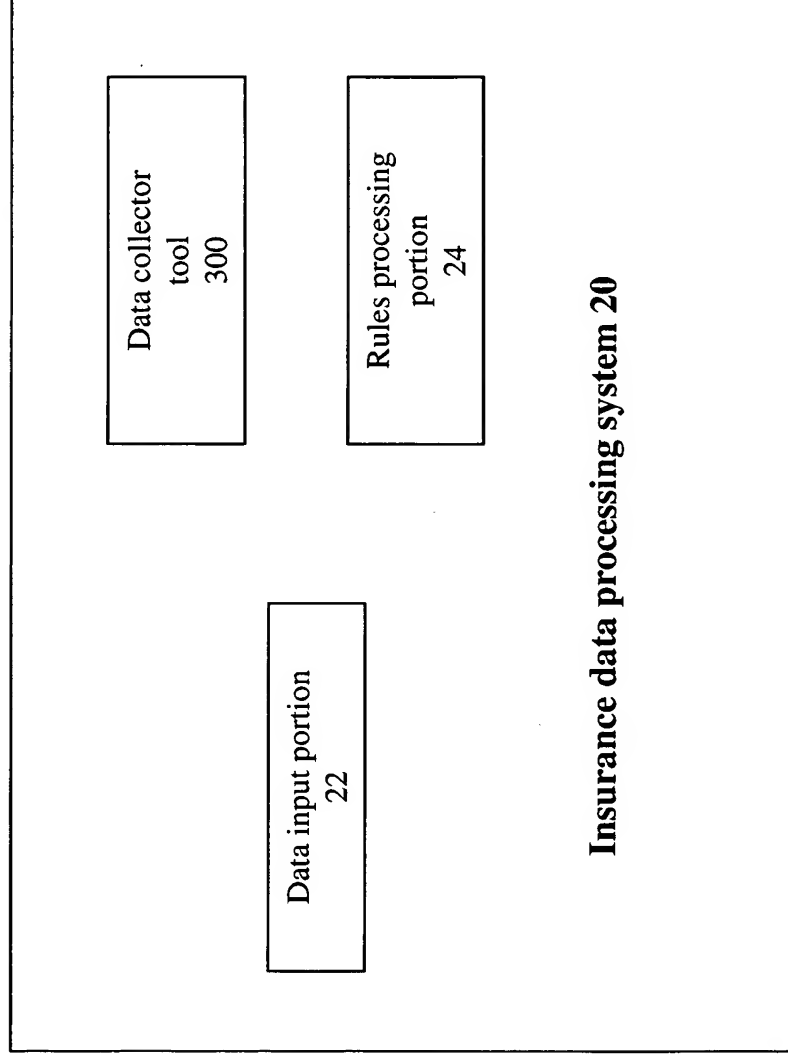 Data input portion
22
Data collector
tool
300
Rules processing
portion
24
Insurance data processing system 20